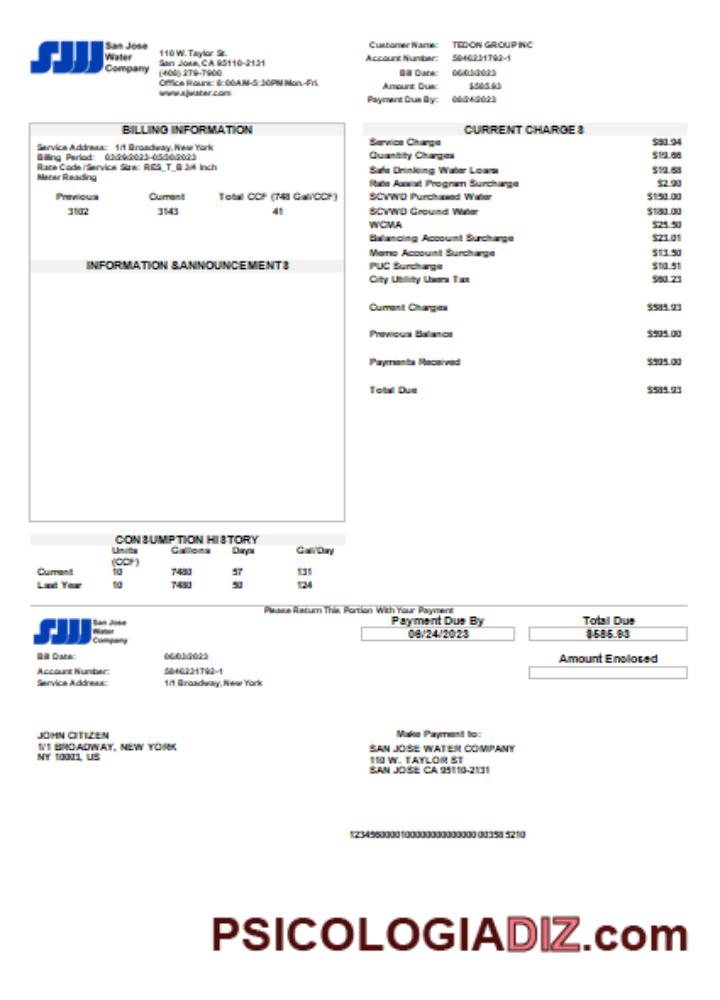 San Jose
Water
Company
110 W. Taylor St.
San Jose, CA 95110-2131
(408) 279-7900
Office Hours: 8:00AM-5:30PM Mon.-Fri.
www.sjwater.com
Customer Name: TEDON GROUP INC
Account Number: 5846231792-1
Bill Date: 06/03/2023
Amount Due: $585.93
Payment Due By: 06/24/2023
BILLING INFORMATION
Service Address: 1/1 Broadway, New York
Billing Period: 03/29/2023-05/30/2023
Rate Code/Service Size: RES_T_B 3/4 Inch
Meter Reading
Previous Current Total CCF (748 Gal/CCF)
3102 3143 41
INFORMATION &ANNOUNCEMENTS
CURRENT CHARGES
Service Charge $80.94
Quantity Charges $19.66
Safe Drinking Water Loans $19.68
Rate Assist Program Surcharge $2.90
SCVWD Purchased Water $150.00
SCVWD Ground Water $180.00
WCMA $25.50
Balancing Account Surcharge $23.01
Memo Account Surcharge $13.50
PUC Surcharge $10.51
City Utility Users Tax $60.23
Current Charges $585.93
Previous Balance $595.00
Payments Received $595.00
Total Due $585.93
CONSUMPTION HISTORY
Units Gallons Days Gal/Day
(CCF)
Current 10 7480 57 131
Last Year 10 7480 50 124
Please Return This Portion With Your Payment
San Jose
Water
Company
Payment Due By Total Due
06/24/2023 $585.93
Bill Date: 06/03/2023
Amount Enclosed
Account Number: 5846231792-1
Service Address: 1/1 Broadway, New York
JOHN CITIZEN
1/1 BROADWAY, NEW YORK
NY 10003, US
Make Payment to:
SAN JOSE WATER COMPANY
110 W. TAYLOR ST
SAN JOSE CA 95110-2131
PSICOLOGIADIZ.com